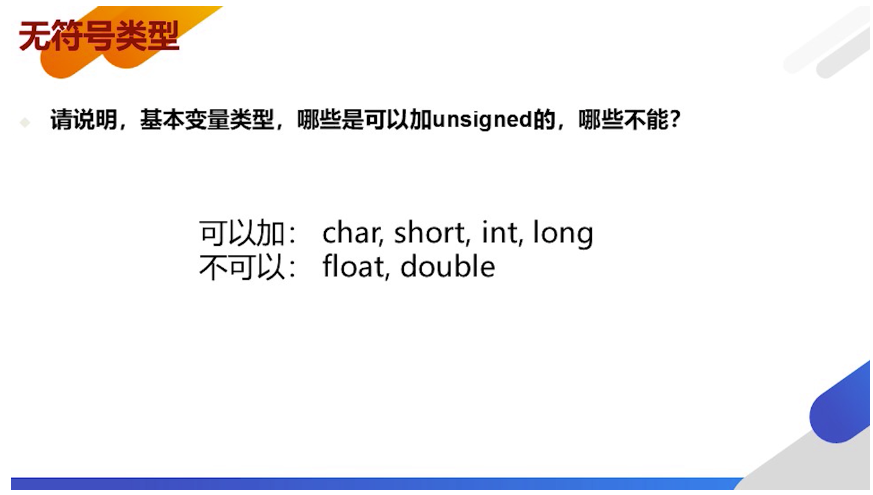 无符号类型
请说明，基本变量类型，哪些是可以加unsigned的，哪些不能？
可以加： char, short, int, long
不可以： float, double